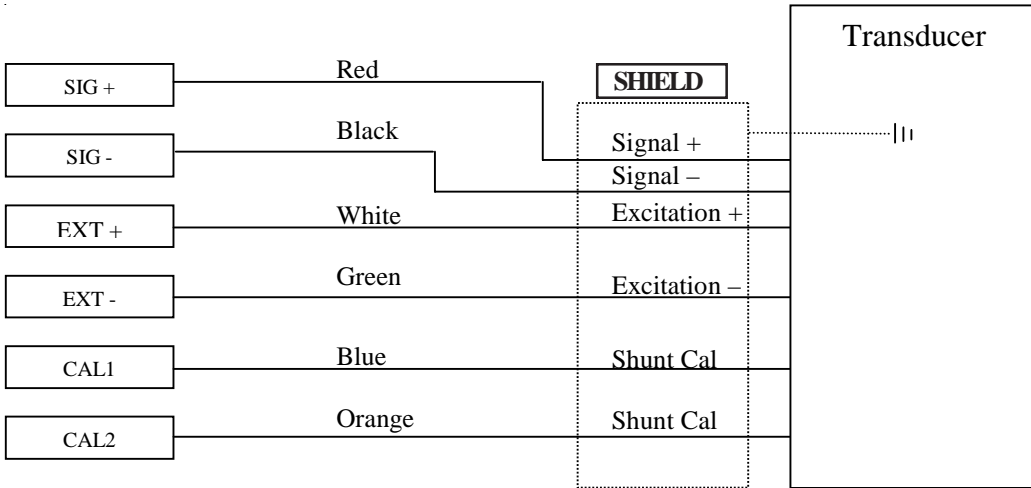 Transducer
SIG +
Red
SHIELD
SIG -
Black
Signal +
Signal –
EXT +
White
Excitation +
EXT -
Green
Excitation –
CAL1
Blue
Shunt Cal
CAL2
Orange
Shunt Cal